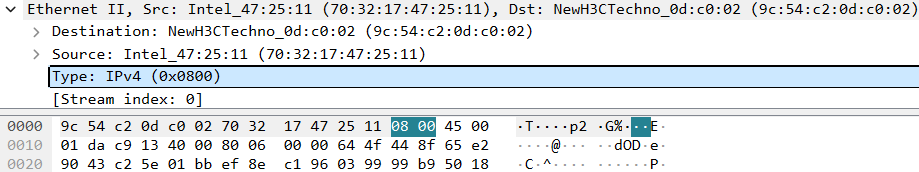 Ethernet II, Src: Intel_47:25:11 (70:32:17:47:25:11), Dst: NewH3CTechno_0d:c0:02 (9c:54:c2:0d:c0:02)
Destination: NewH3CTechno_0d:c0:02 (9c:54:c2:0d:c0:02)
Source: Intel_47:25:11 (70:32:17:47:25:11)
Type: IPv4 (0x0800)
[Stream index: 0]
0000 9c 54 c2 0d c0 02 70 32 17 47 25 11 08 00 45 00 ·T····p2 ·G%···E·
0010 01 da c9 13 40 00 80 06 00 00 64 4f 44 8f 65 e2 ····@··· ··dOD·e·
0020 90 43 c2 5e 01 bb ef 8e c1 96 03 99 99 b9 50 18 ·C·^···· ······P·